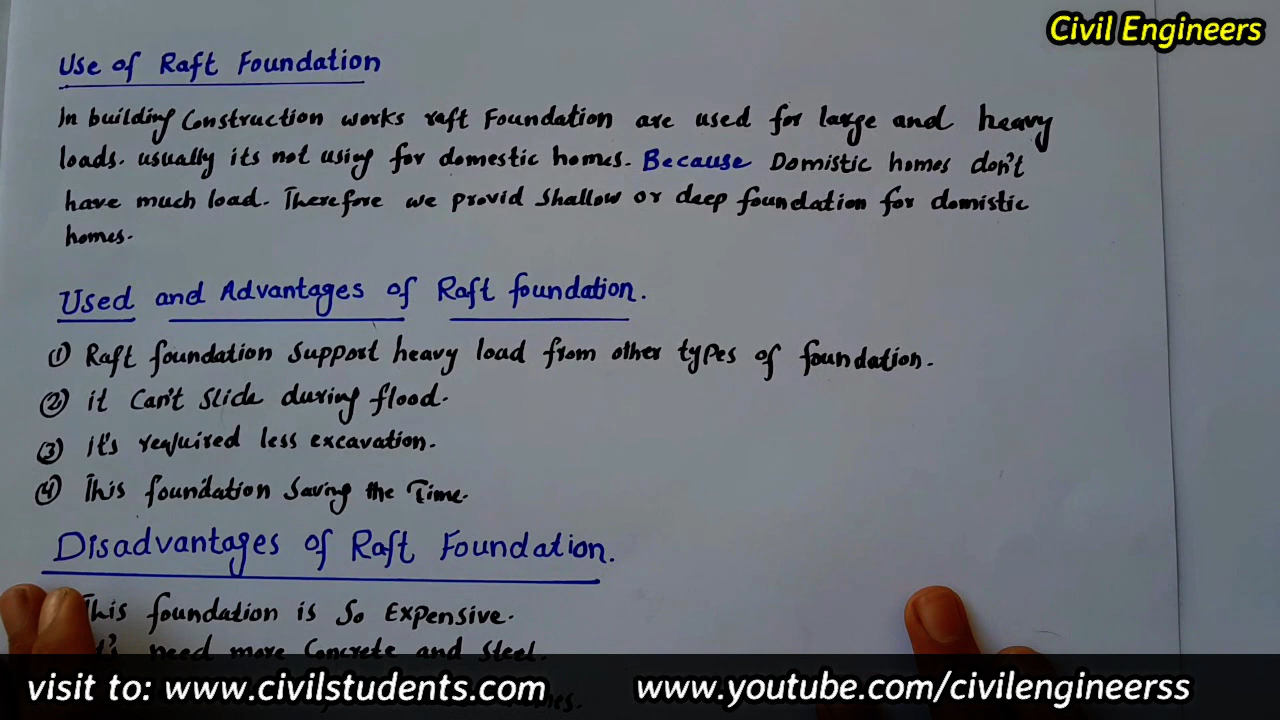 Civil Engineers
Use of Raft Foundation
In building Construction works raft Foundation are used for large and heavy
loads. usually its not using for domestic homes. Because Domistic homes don't
have much load. Therefore we provid Shallow or deep foundation for domistic
homes.
Used and Advantages of Raft foundation.
① Raft foundation Support heavy load from other types of foundation.
② it Can't Slide during flood.
③ it's required less excavation.
④ This foundation Saving the Time.
Disadvantages of Raft Foundation.
This foundation is So Expensive.
need more Concrete and Steel.
visit to: www.civilstudents.com www.youtube.com/civilengineerss